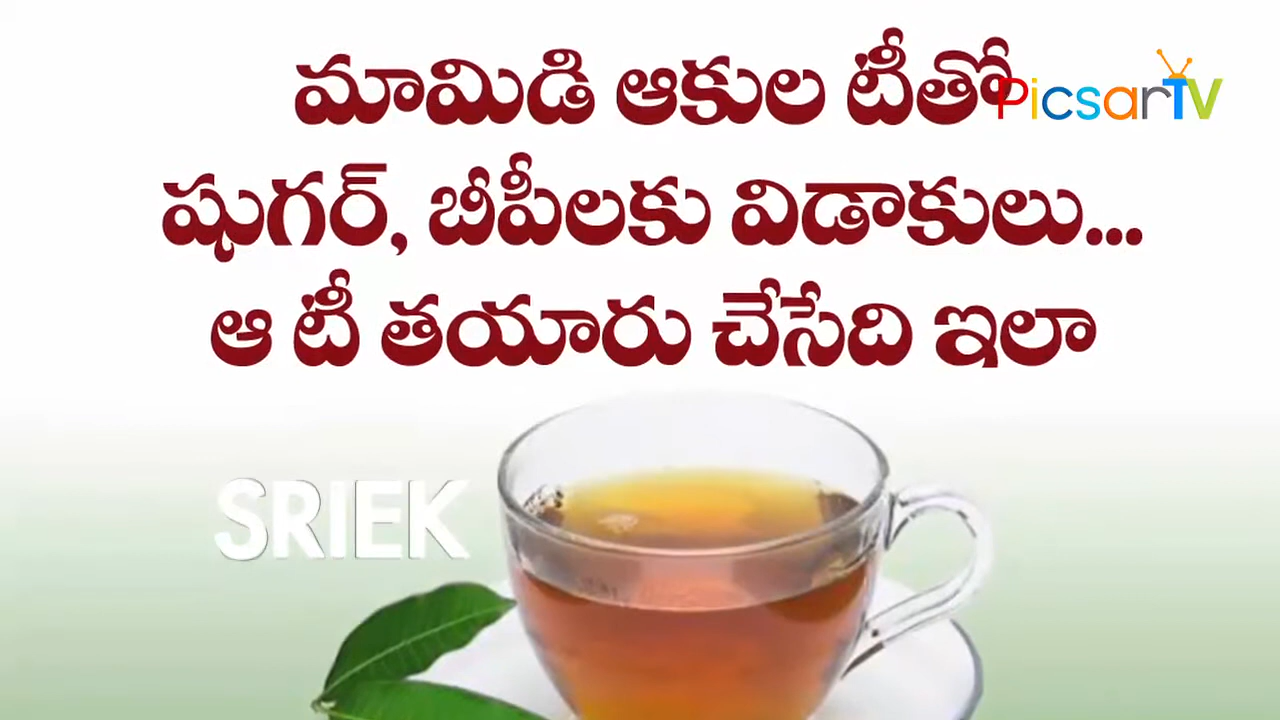 మామిడి ఆకుల టీతో
PicsarTV
షుగర్, బీపీలకు విడాకులు...
ఆ టీ తయారు చేసేది ఇలా
SRIEK